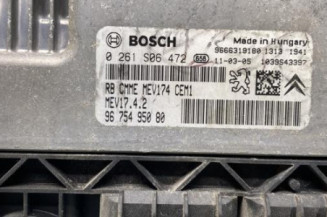 BOSCH
Made in Hungary
0 261 S06 472
9666319180 1313 1941
11-03-05 1039S43397
RB CMME MEV174 CEM1
MEV17.4.2
96 754 950 80